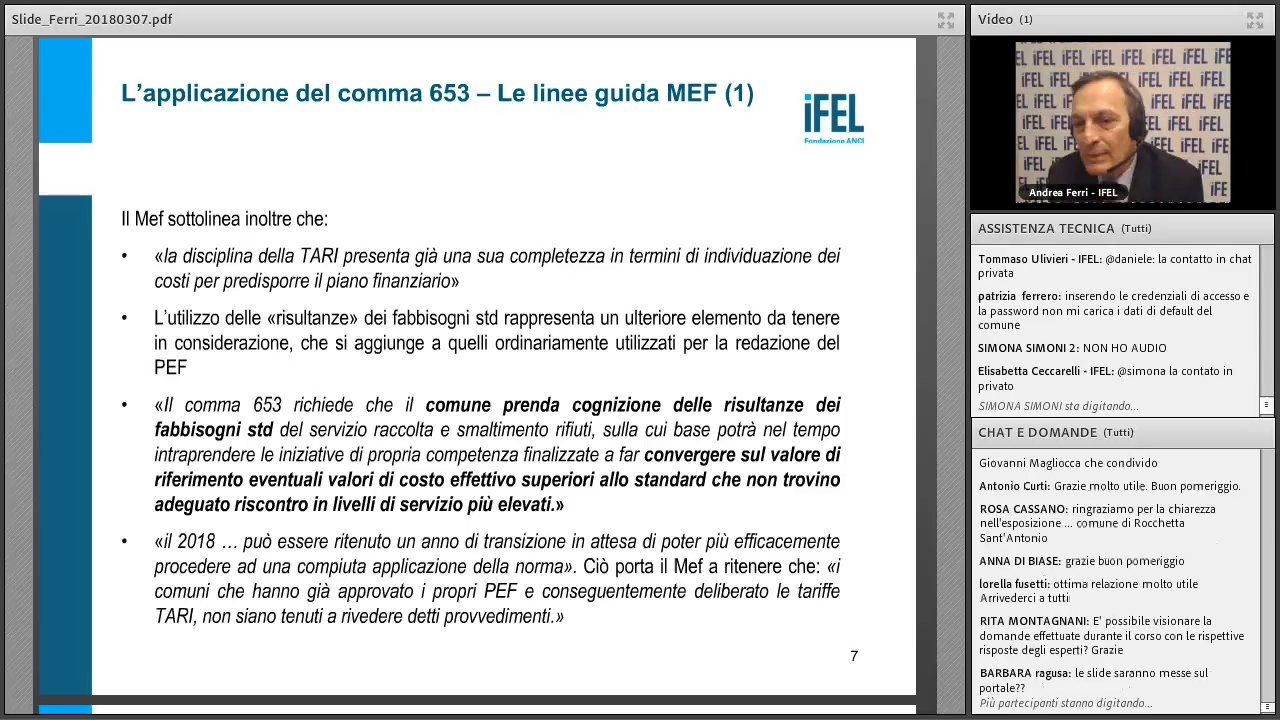 Slide_Ferri_20180307.pdf
L’applicazione del comma 653 – Le linee guida MEF (1)
iFEL
Fondazione ANCI
Il Mef sottolinea inoltre che:
• «la disciplina della TARI presenta già una sua completezza in termini di individuazione dei
costi per predisporre il piano finanziario»
• L’utilizzo delle «risultanze» dei fabbisogni std rappresenta un ulteriore elemento da tenere
in considerazione, che si aggiunge a quelli ordinariamente utilizzati per la redazione del
PEF
• «Il comma 653 richiede che il comune prenda cognizione delle risultanze dei
fabbisogni std del servizio raccolta e smaltimento rifiuti, sulla cui base potrà nel tempo
intraprendere le iniziative di propria competenza finalizzate a far convergere sul valore di
riferimento eventuali valori di costo effettivo superiori allo standard che non trovino
adeguato riscontro in livelli di servizio più elevati.»
• «il 2018 … può essere ritenuto un anno di transizione in attesa di poter più efficacemente
procedere ad una compiuta applicazione della norma». Ciò porta il Mef a ritenere che: «i
comuni che hanno già approvato i propri PEF e conseguentemente deliberato le tariffe
TARI, non siano tenuti a rivedere detti provvedimenti.»
7
Video (1)
Andrea Ferri - IFEL
ASSISTENZA TECNICA (Tutti)
Tommaso Ulivieri - IFEL: @daniele: la contatto in chat
privata
patrizia ferrero: inserendo le credenziali di accesso e
la password non mi carica i dati di default del
comune
SIMONA SIMONI 2: NON HO AUDIO
Elisabetta Ceccarelli - IFEL: @simona la contato in
privato
SIMONA SIMONI sta digitando...
CHAT E DOMANDE (Tutti)
Giovanni Magliocca che condivido
Antonio Curti: Grazie molto utile. Buon pomeriggio.
ROSA CASSANO: ringraziamo per la chiarezza
nell'esposizione ... comune di Rocchetta
Sant'Antonio
ANNA DI BIASE: grazie buon pomeriggio
lorella fusetti: ottima relazione molto utile
Arrivederci a tutti
RITA MONTAGNANI: E' possibile visionare la
domande effettuate durante il corso con le rispettive
risposte degli esperti? Grazie
BARBARA ragusa: le slide saranno messe sul
portale??
Più partecipanti stanno digitando...